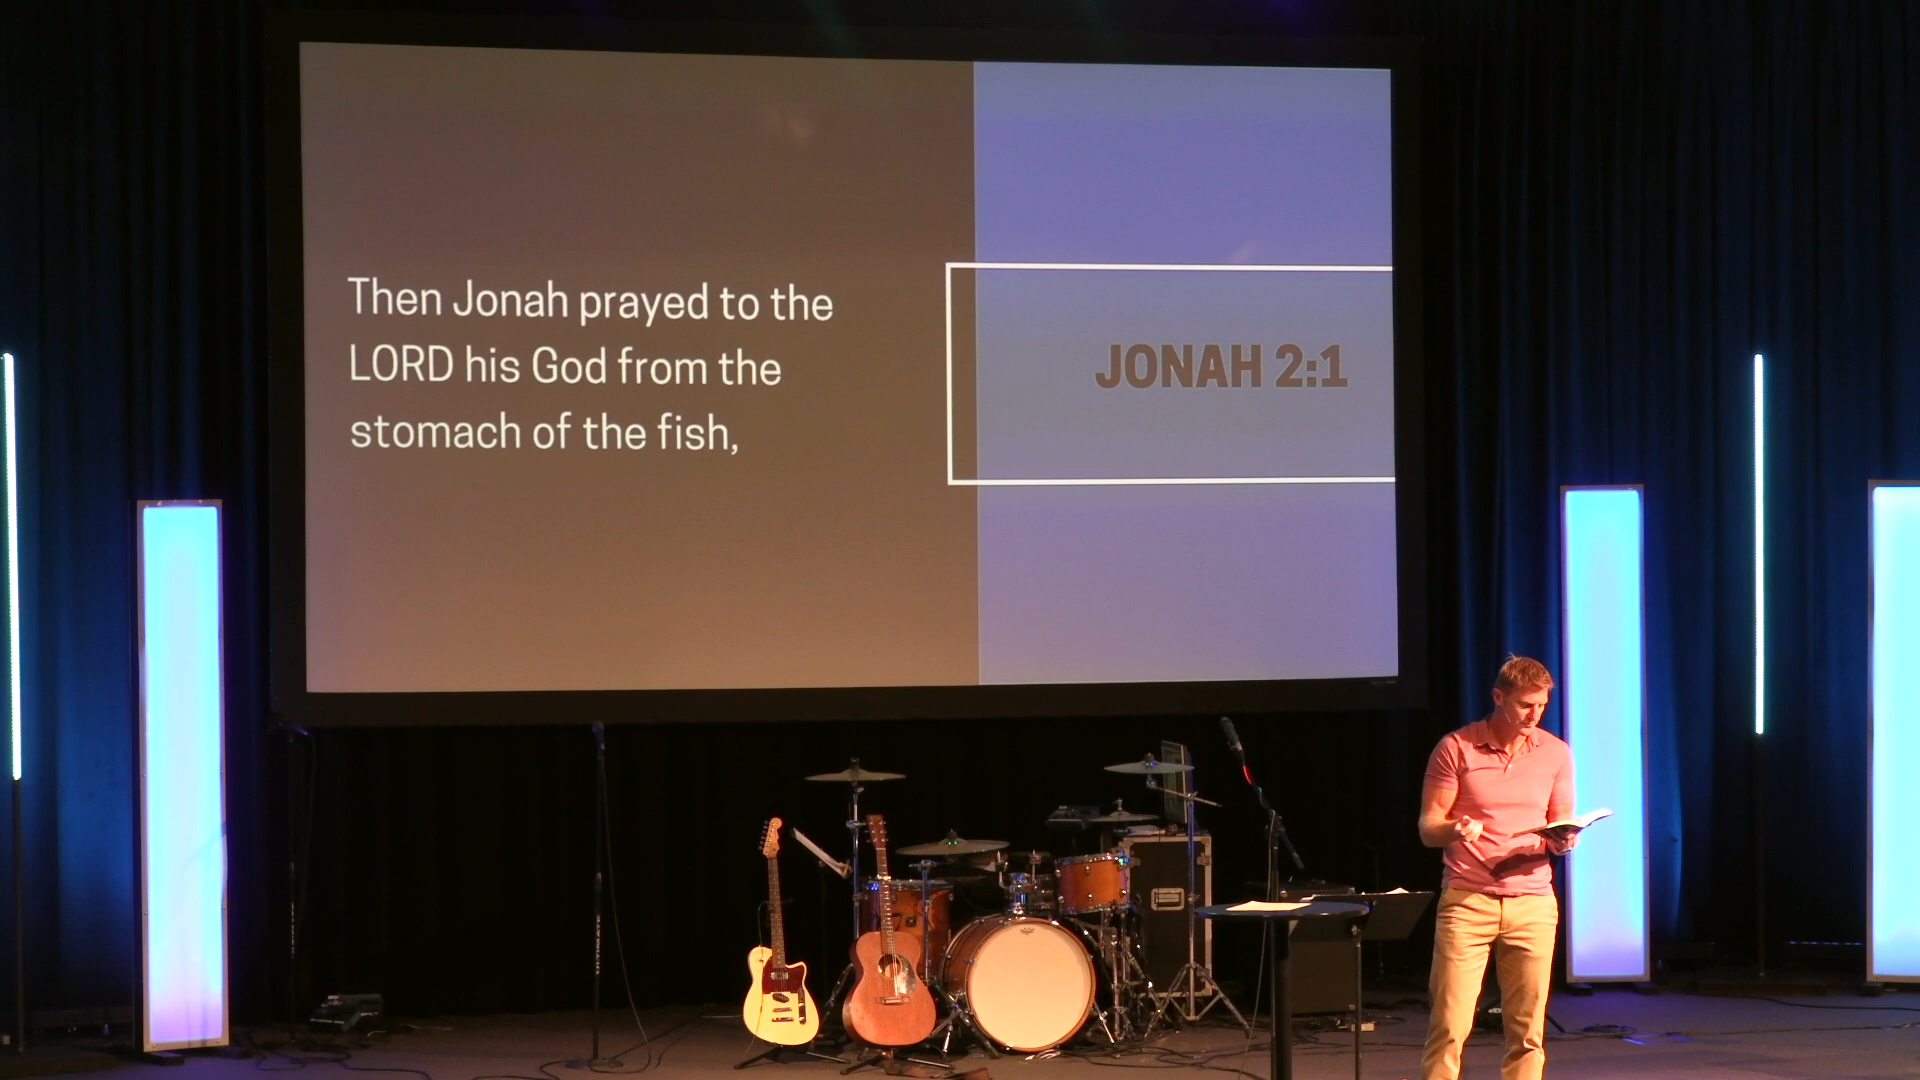 Then Jonah prayed to the
LORD his God from the
stomach of the fish,
JONAH 2:1